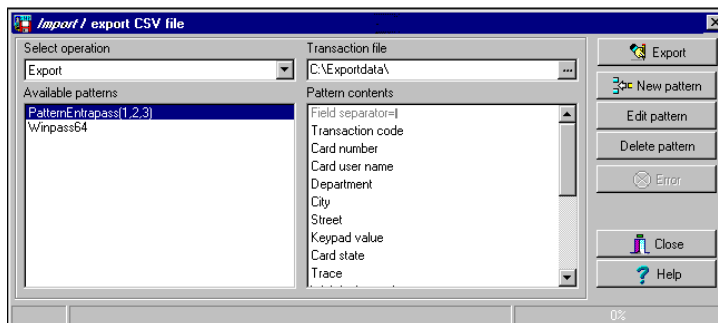 Import / export CSV file
Select operation
Export
Transaction file
C:\Exportdata\
...
Available patterns
PatternEntrapass(1,2,3)
Winpass64
Pattern contents
Field separator=|
Transaction code
Card number
Card user name
Department
City
Street
Keypad value
Card state
Trace
Export
New pattern
Edit pattern
Delete pattern
Error
Close
Help
0%